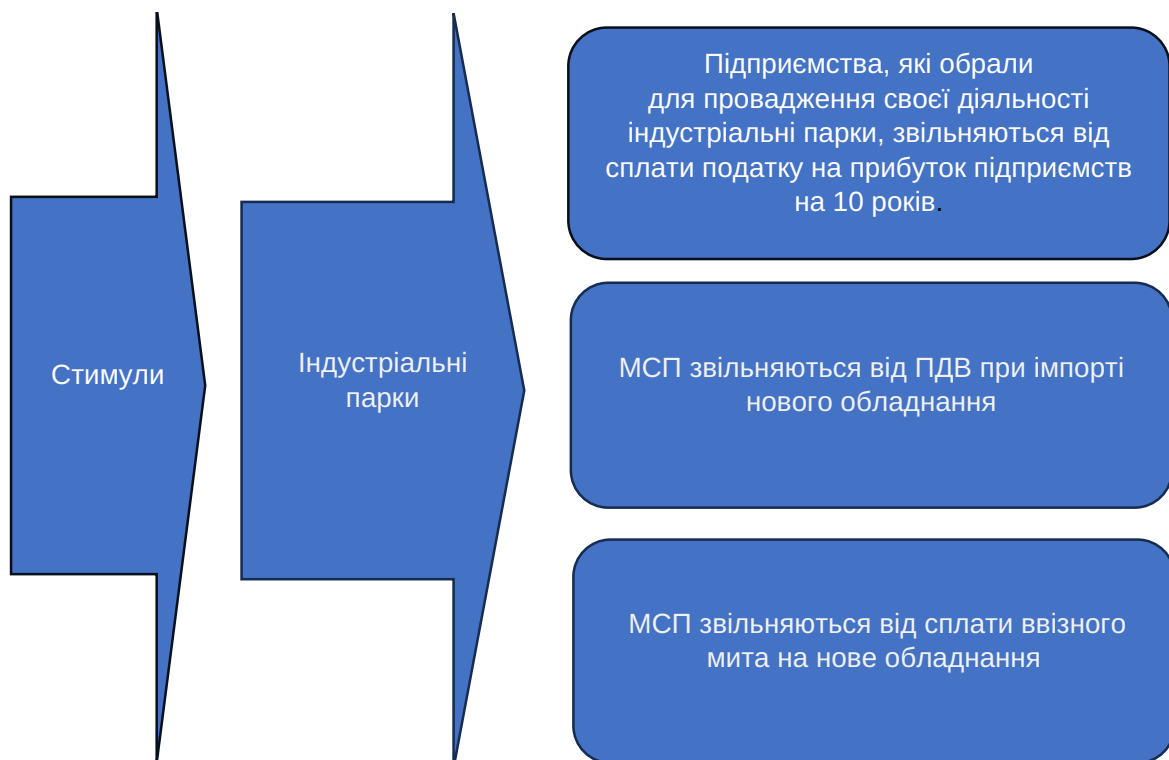 Стимули
Індустріальні
парки
Підприємства, які обрали
для провадження своєї діяльності
індустріальні парки, звільняються від
сплати податку на прибуток підприємств
на 10 років.
МСП звільняються від ПДВ при імпорті
нового обладнання
МСП звільняються від сплати ввізного
мита на нове обладнання